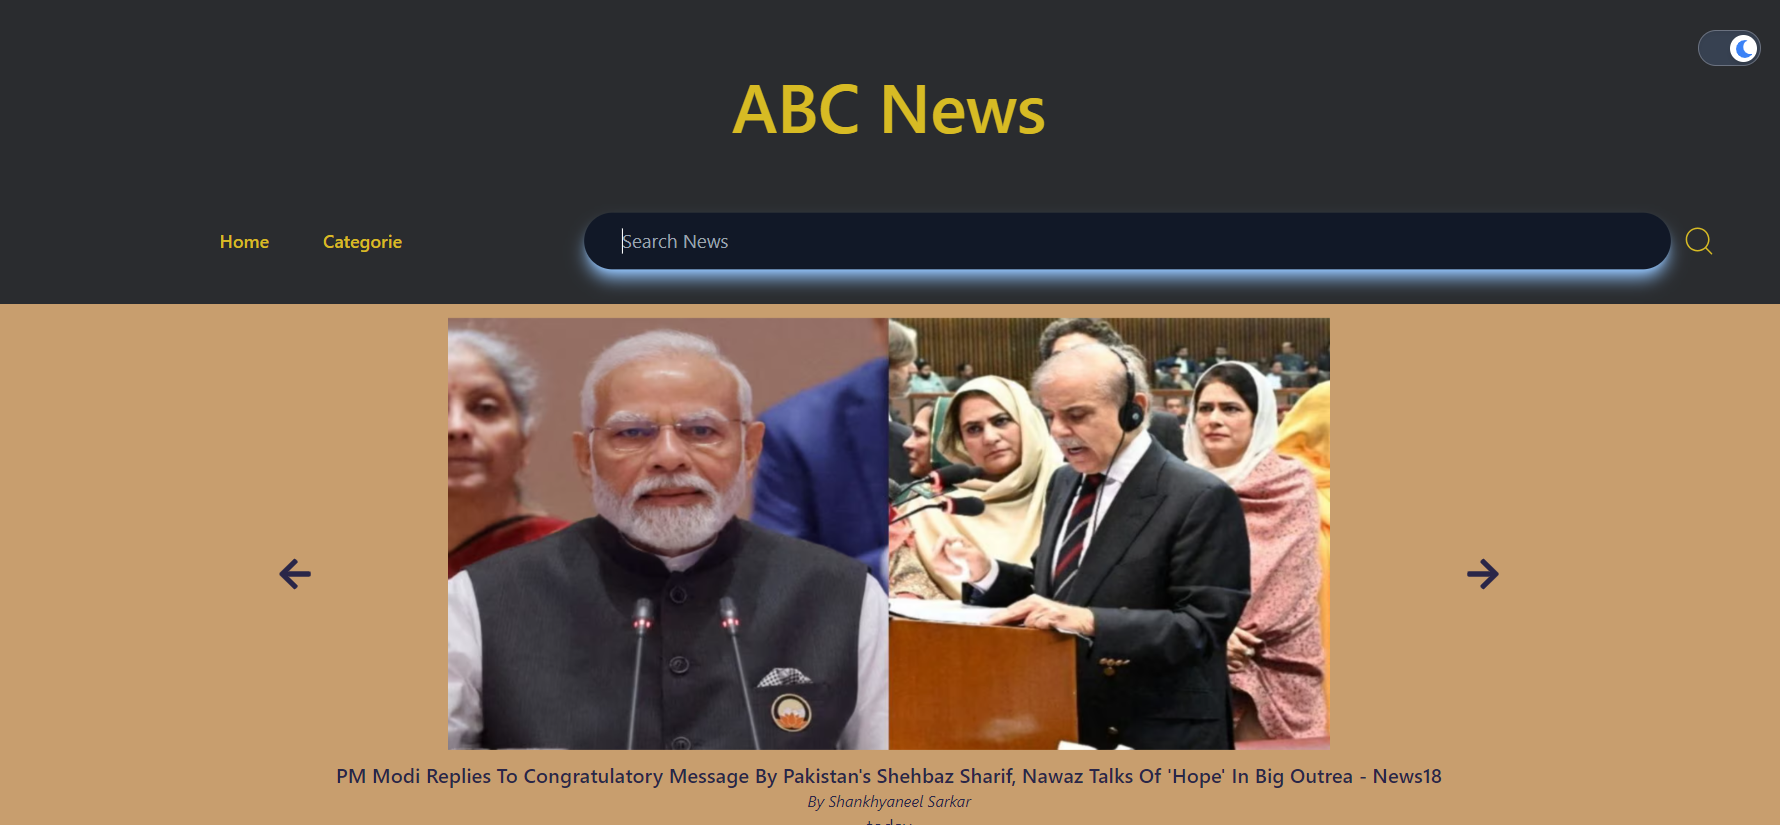 ABC News
Home
Categorie
Search News
PM Modi Replies To Congratulatory Message By Pakistan's Shehbaz Sharif, Nawaz Talks Of 'Hope' In Big Outrea - News18
By Shankhyaneel Sarkar
today